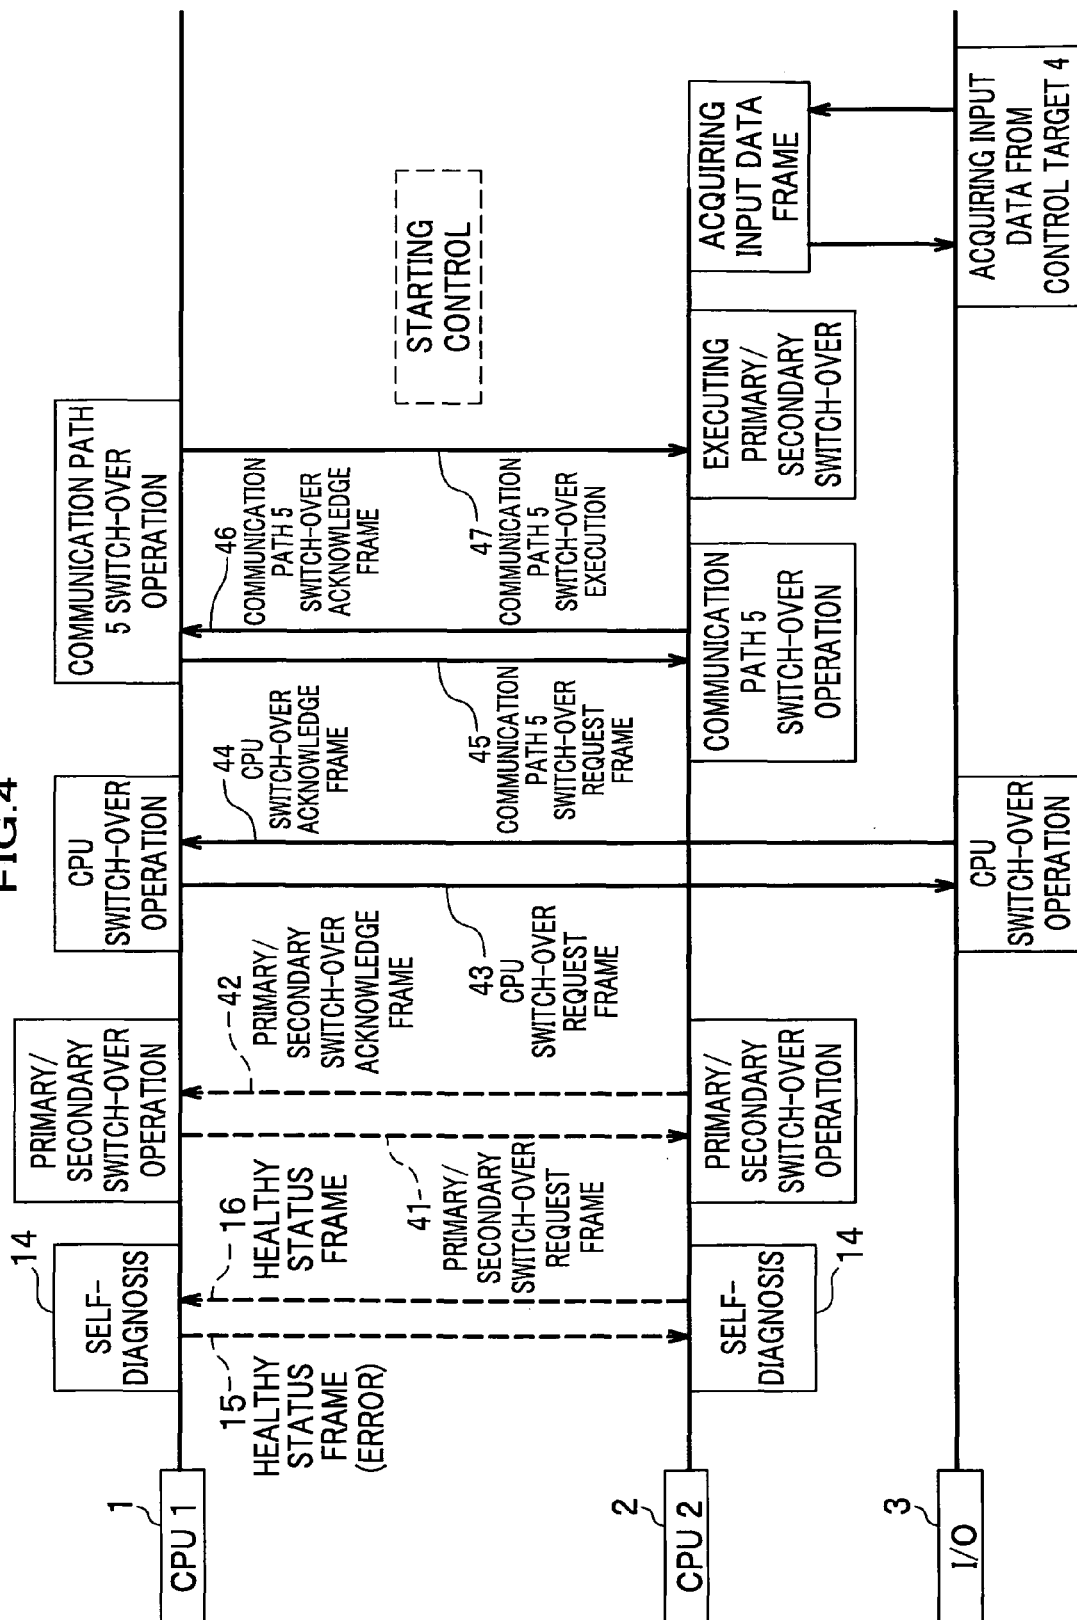 FIG.4
1
CPU 1
2
CPU 2
3
I/O
14
SELF-
DIAGNOSIS
15
HEALTHY
STATUS
FRAME
(ERROR)
16
HEALTHY
STATUS
FRAME
SELF-
DIAGNOSIS
14
PRIMARY/
SECONDARY
SWITCH-OVER
OPERATION
41
PRIMARY/
SECONDARY
SWITCH-OVER
REQUEST
FRAME
42
PRIMARY/
SECONDARY
SWITCH-OVER
ACKNOWLEDGE
FRAME
PRIMARY/
SECONDARY
SWITCH-OVER
OPERATION
CPU
SWITCH-OVER
OPERATION
43
CPU
SWITCH-OVER
REQUEST
FRAME
44
CPU
SWITCH-OVER
ACKNOWLEDGE
FRAME
CPU
SWITCH-OVER
OPERATION
COMMUNICATION PATH
5 SWITCH-OVER
OPERATION
45
COMMUNICATION
PATH 5
SWITCH-OVER
REQUEST
FRAME
46
COMMUNICATION
PATH 5
SWITCH-OVER
ACKNOWLEDGE
FRAME
COMMUNICATION
PATH 5
SWITCH-OVER
OPERATION
47
COMMUNICATION
PATH 5
SWITCH-OVER
EXECUTION
EXECUTING
PRIMARY/
SECONDARY
SWITCH-OVER
STARTING
CONTROL
ACQUIRING
INPUT DATA
FRAME
ACQUIRING INPUT
DATA FROM
CONTROL TARGET 4